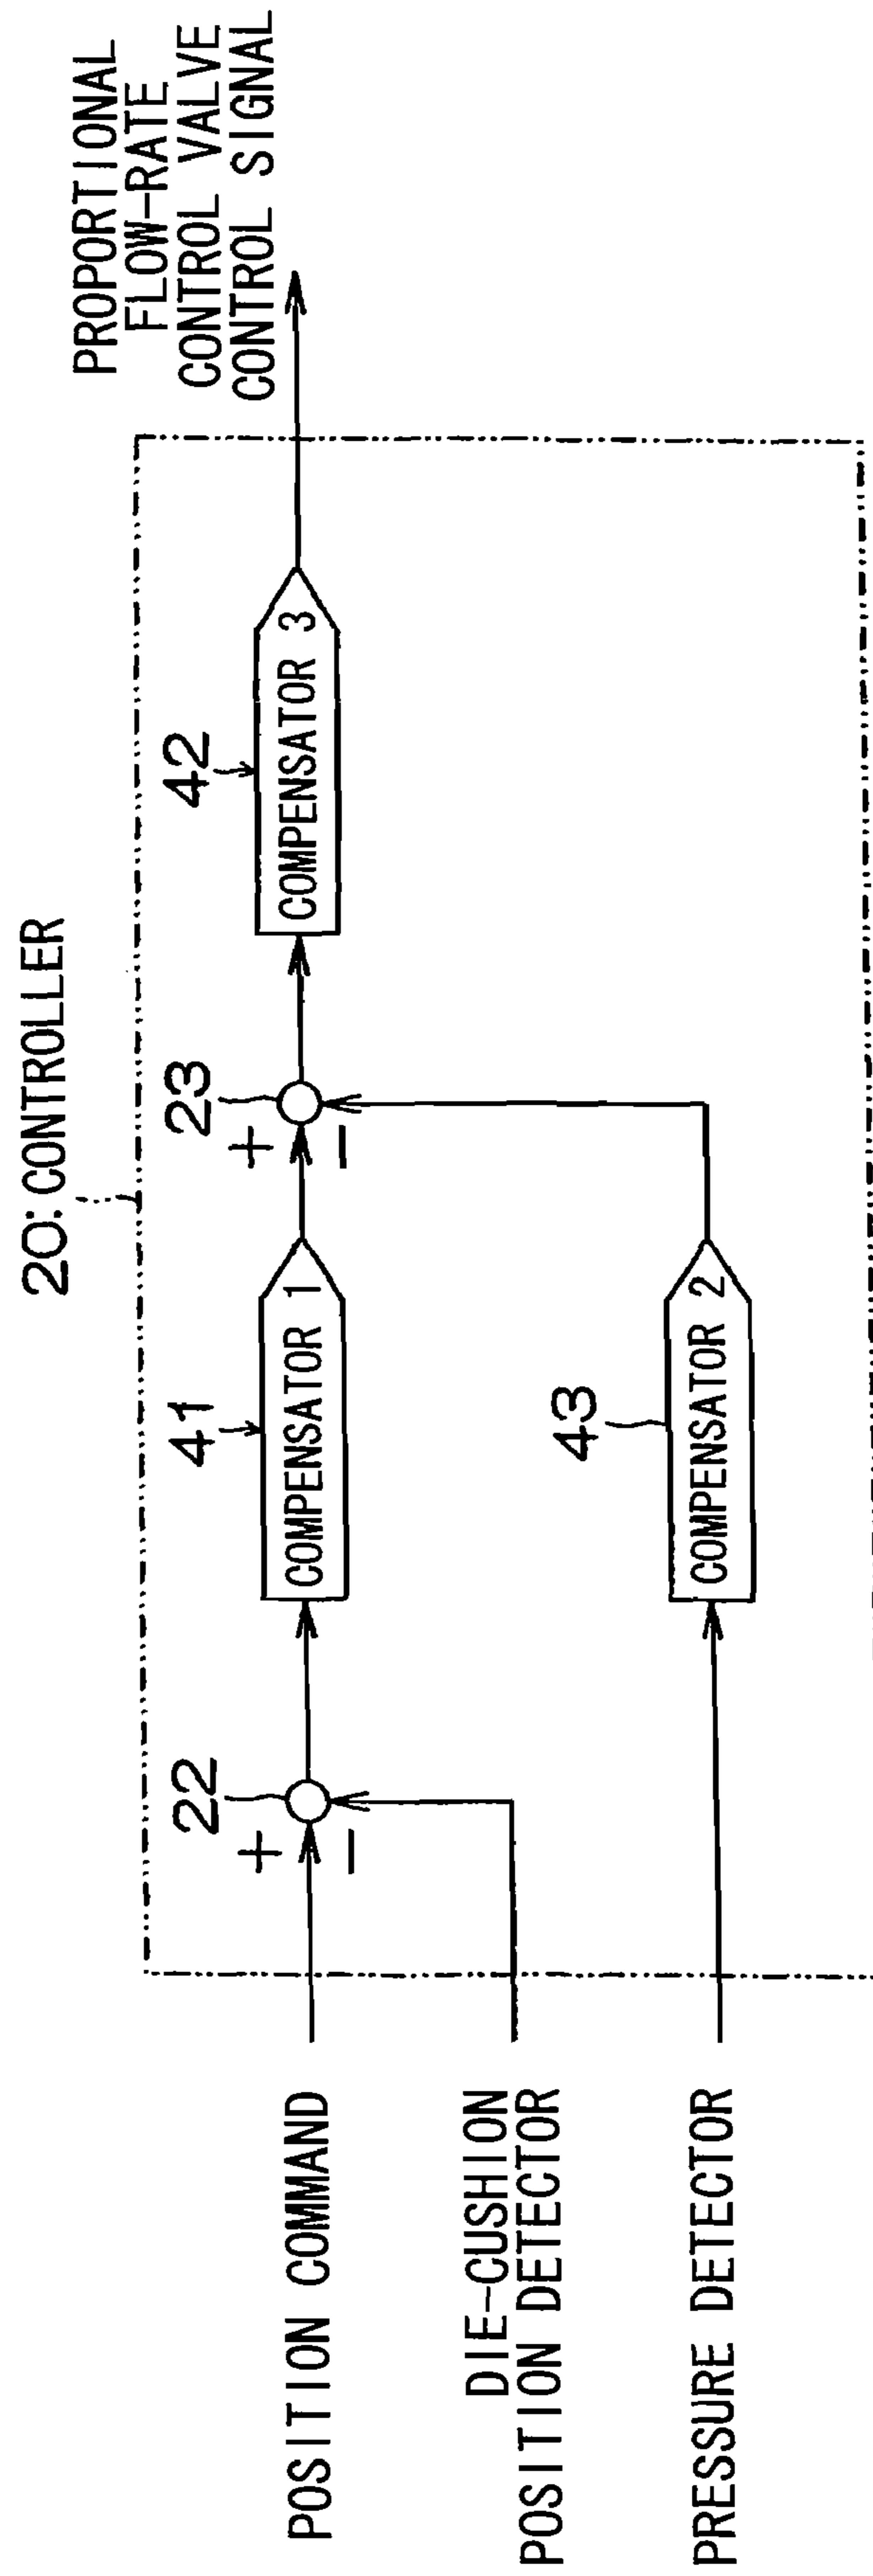 20: CONTROLLER
POSITION COMMAND
+
−
22
41
COMPENSATOR 1
+
−
23
42
COMPENSATOR 3
PROPORTIONAL
FLOW-RATE
CONTROL VALVE
CONTROL SIGNAL
DIE-CUSHION
POSITION DETECTOR
43
COMPENSATOR 2
PRESSURE DETECTOR